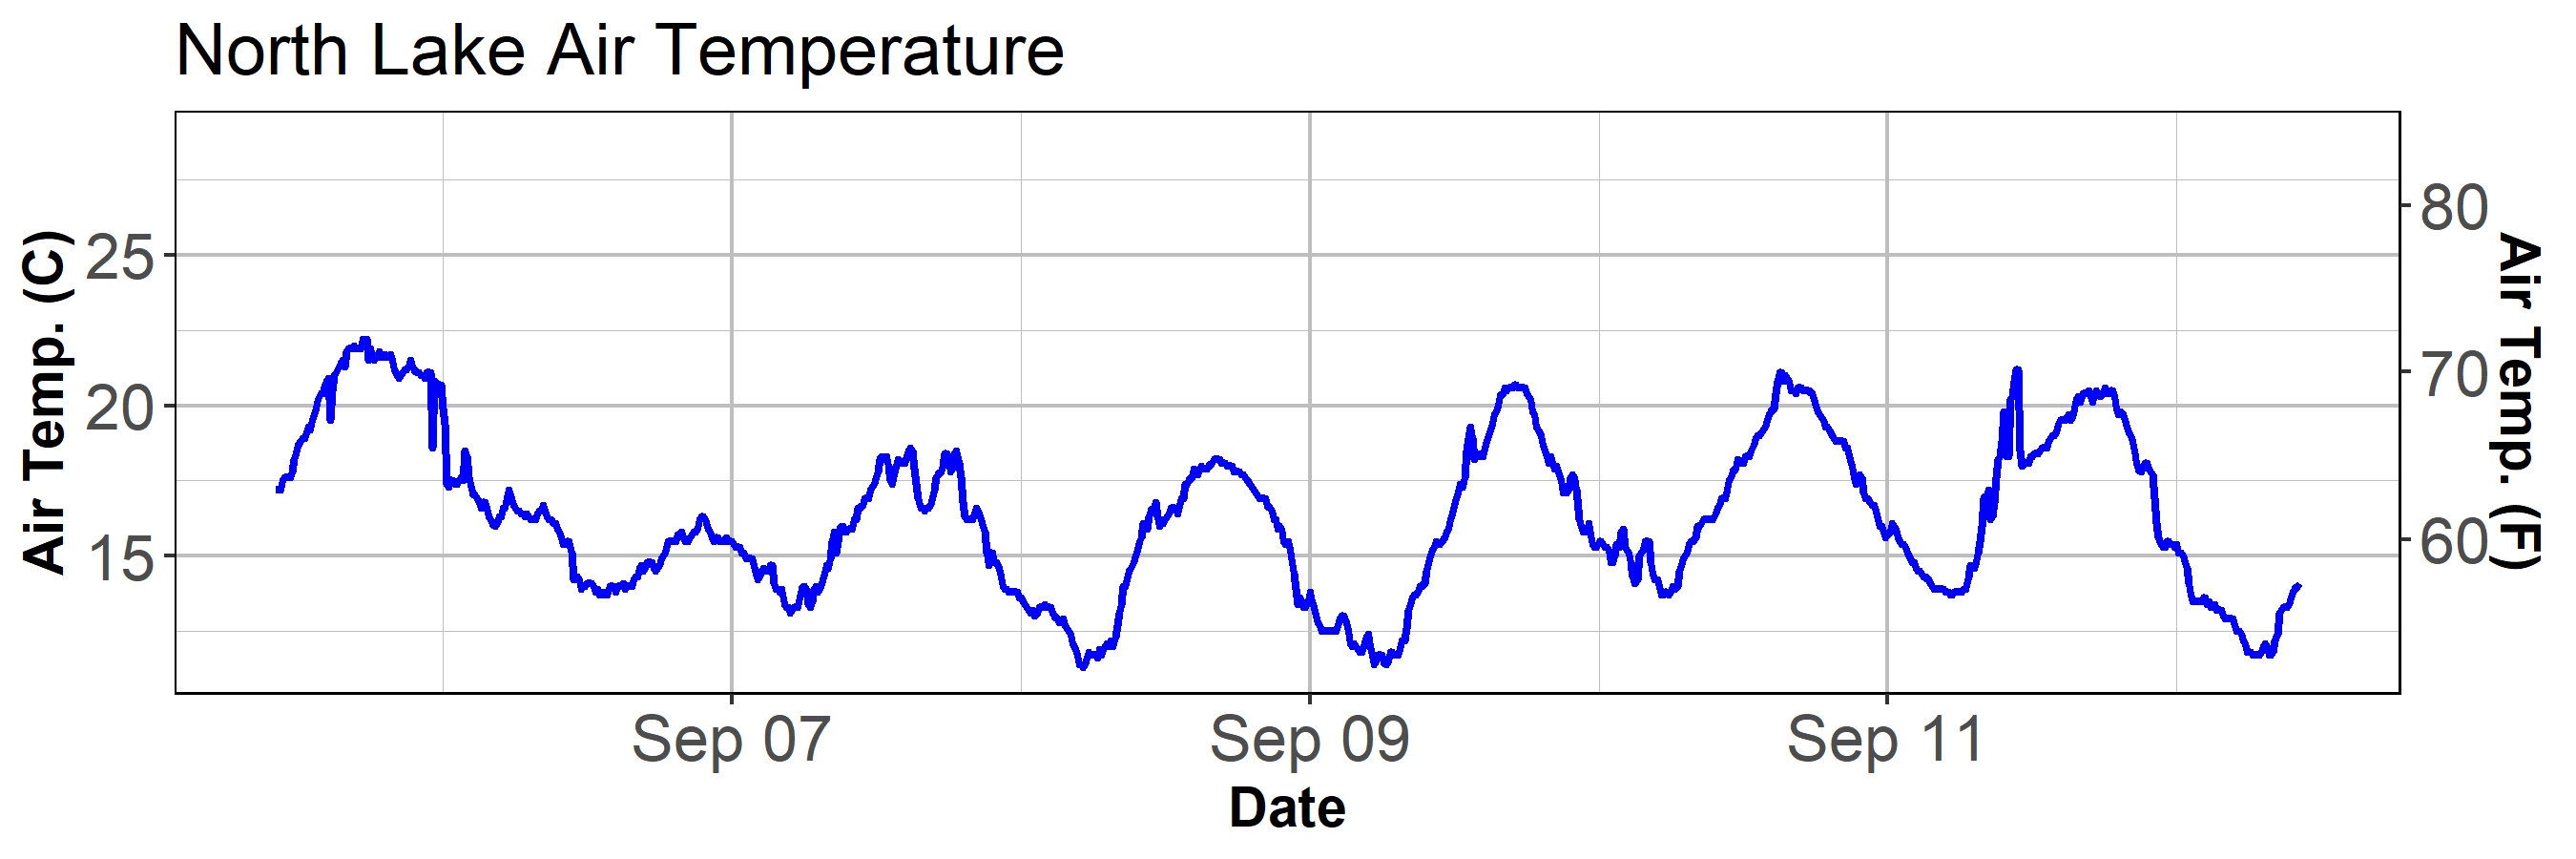 North Lake Air Temperature
Air Temp. (C)
25
20
15
80
70
60
Air Temp. (F)
Sep 07
Sep 09
Sep 11
Date